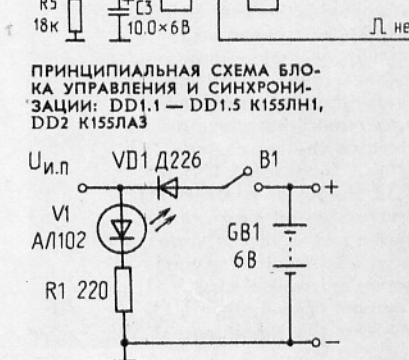 R5
18к
C3
10.0×6В
не
ПРИНЦИПИАЛЬНАЯ СХЕМА БЛО-
КА УПРАВЛЕНИЯ И СИНХРОНИ-
ЗАЦИИ: DD1.1 — DD1.5 К155ЛН1,
DD2 К155ЛА3
Uи.п
VD1 Д226
В1
+
V1
АЛ102
GB1
6В
R1 220
−